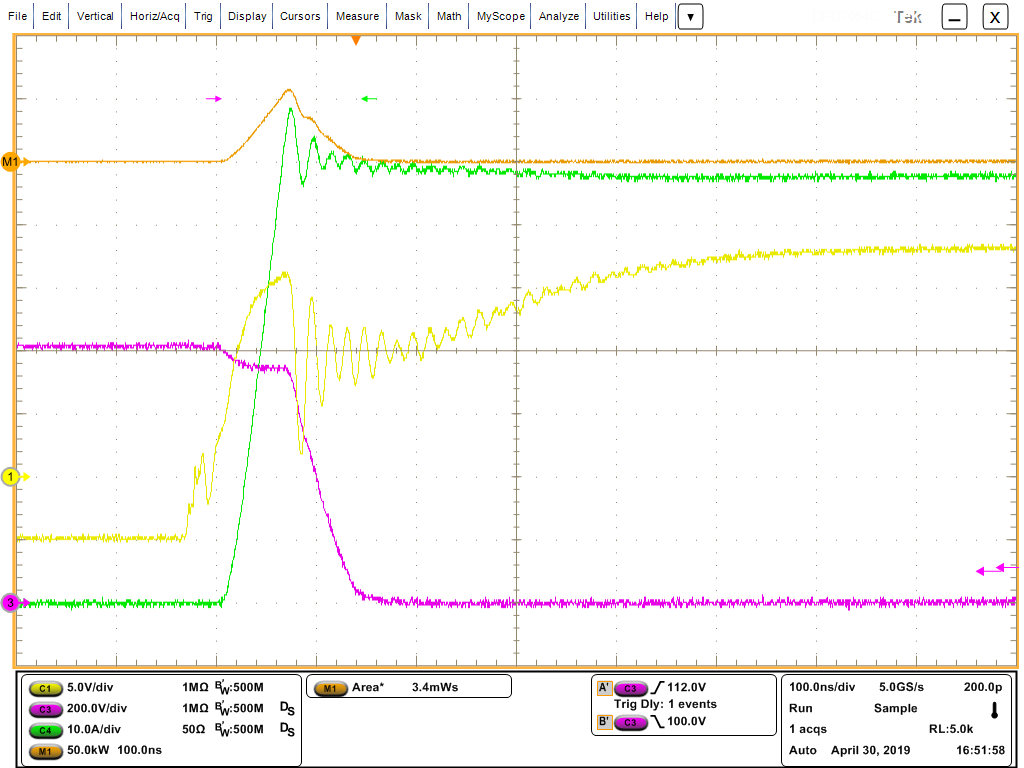 File Edit Vertical Horiz/Acq Trig Display Cursors Measure Mask Math MyScope Analyze Utilities Help Tek X
M1
1
3
C1 5.0V/div 1MΩ BW:500M
C3 200.0V/div 1MΩ BW:500M DS
C4 10.0A/div 50Ω BW:500M DS
M1 50.0kW 100.0ns
M1 Area* 3.4mWs
A' C3 112.0V
Trig Dly: 1 events
B' C3 100.0V
100.0ns/div 5.0GS/s 200.0p
Run Sample
1 acqs RL:5.0k
Auto April 30, 2019 16:51:58